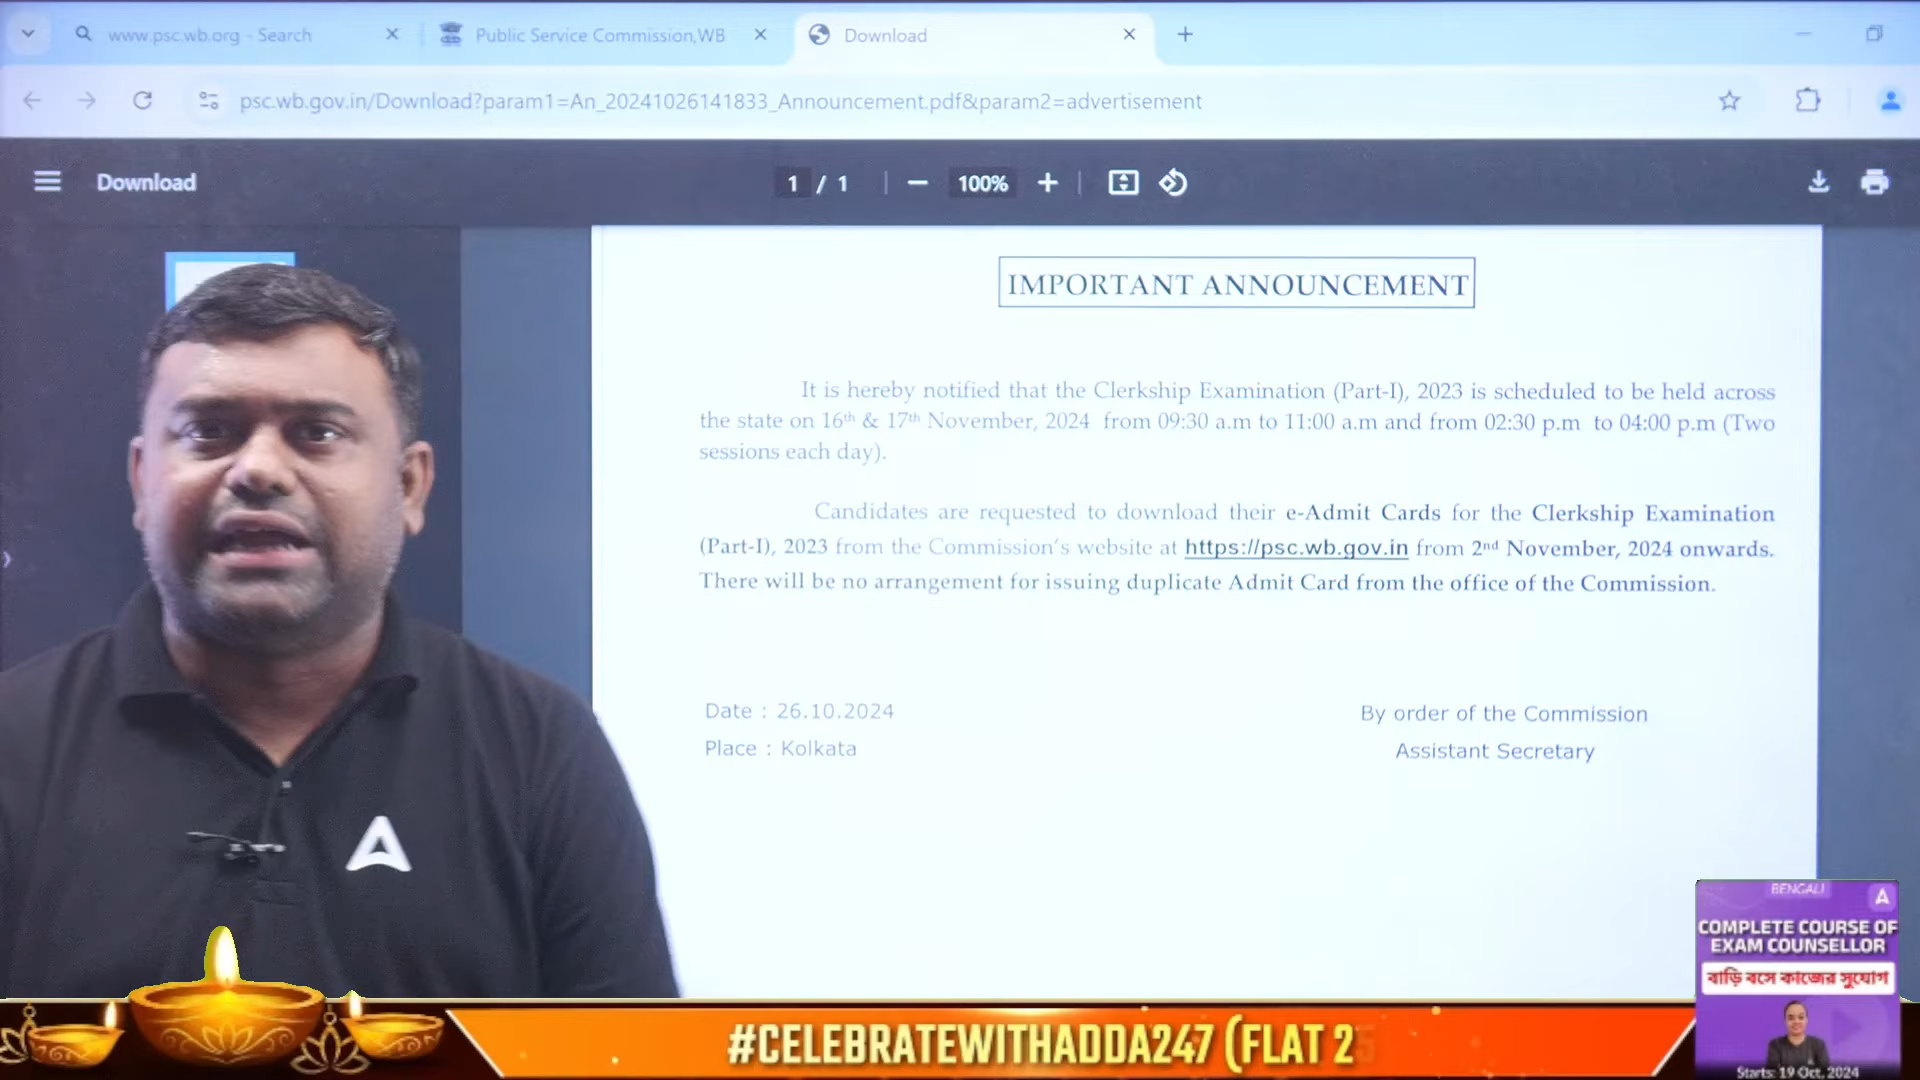 www.psc.wb.org - Search
Public Service Commission,WB
Download
psc.wb.gov.in/Download?param1=An_20241026141833_Announcement.pdf&param2=advertisement
Download
1 / 1
100%
IMPORTANT ANNOUNCEMENT
It is hereby notified that the Clerkship Examination (Part-I), 2023 is scheduled to be held across
the state on 16th & 17th November, 2024 from 09:30 a.m to 11:00 a.m and from 02:30 p.m to 04:00 p.m (Two
sessions each day).
Candidates are requested to download their e-Admit Cards for the Clerkship Examination
(Part-I), 2023 from the Commission's website at https://psc.wb.gov.in from 2nd November, 2024 onwards.
There will be no arrangement for issuing duplicate Admit Card from the office of the Commission.
Date : 26.10.2024
Place : Kolkata
By order of the Commission
Assistant Secretary
BENGALI
COMPLETE COURSE OF
EXAM COUNSELLOR
বাড়ি বসে কাজের সুযোগ
Starts: 19 Oct, 2024
#CELEBRATEWITHADDA247 (FLAT 2